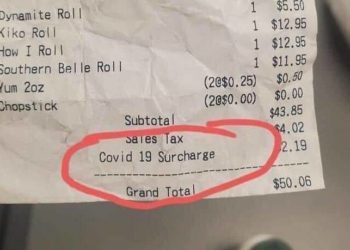 Dynamite Roll 1 $5.50
Kiko Roll 1 $12.95
How I Roll 1 $12.95
Southern Belle Roll 1 $11.95
Yum 2oz (2@$0.25) $0.50
Chopstick (2@$0.00) $0.00
Subtotal $43.85
Sales Tax $4.02
Covid 19 Surcharge 2.19
Grand Total $50.06